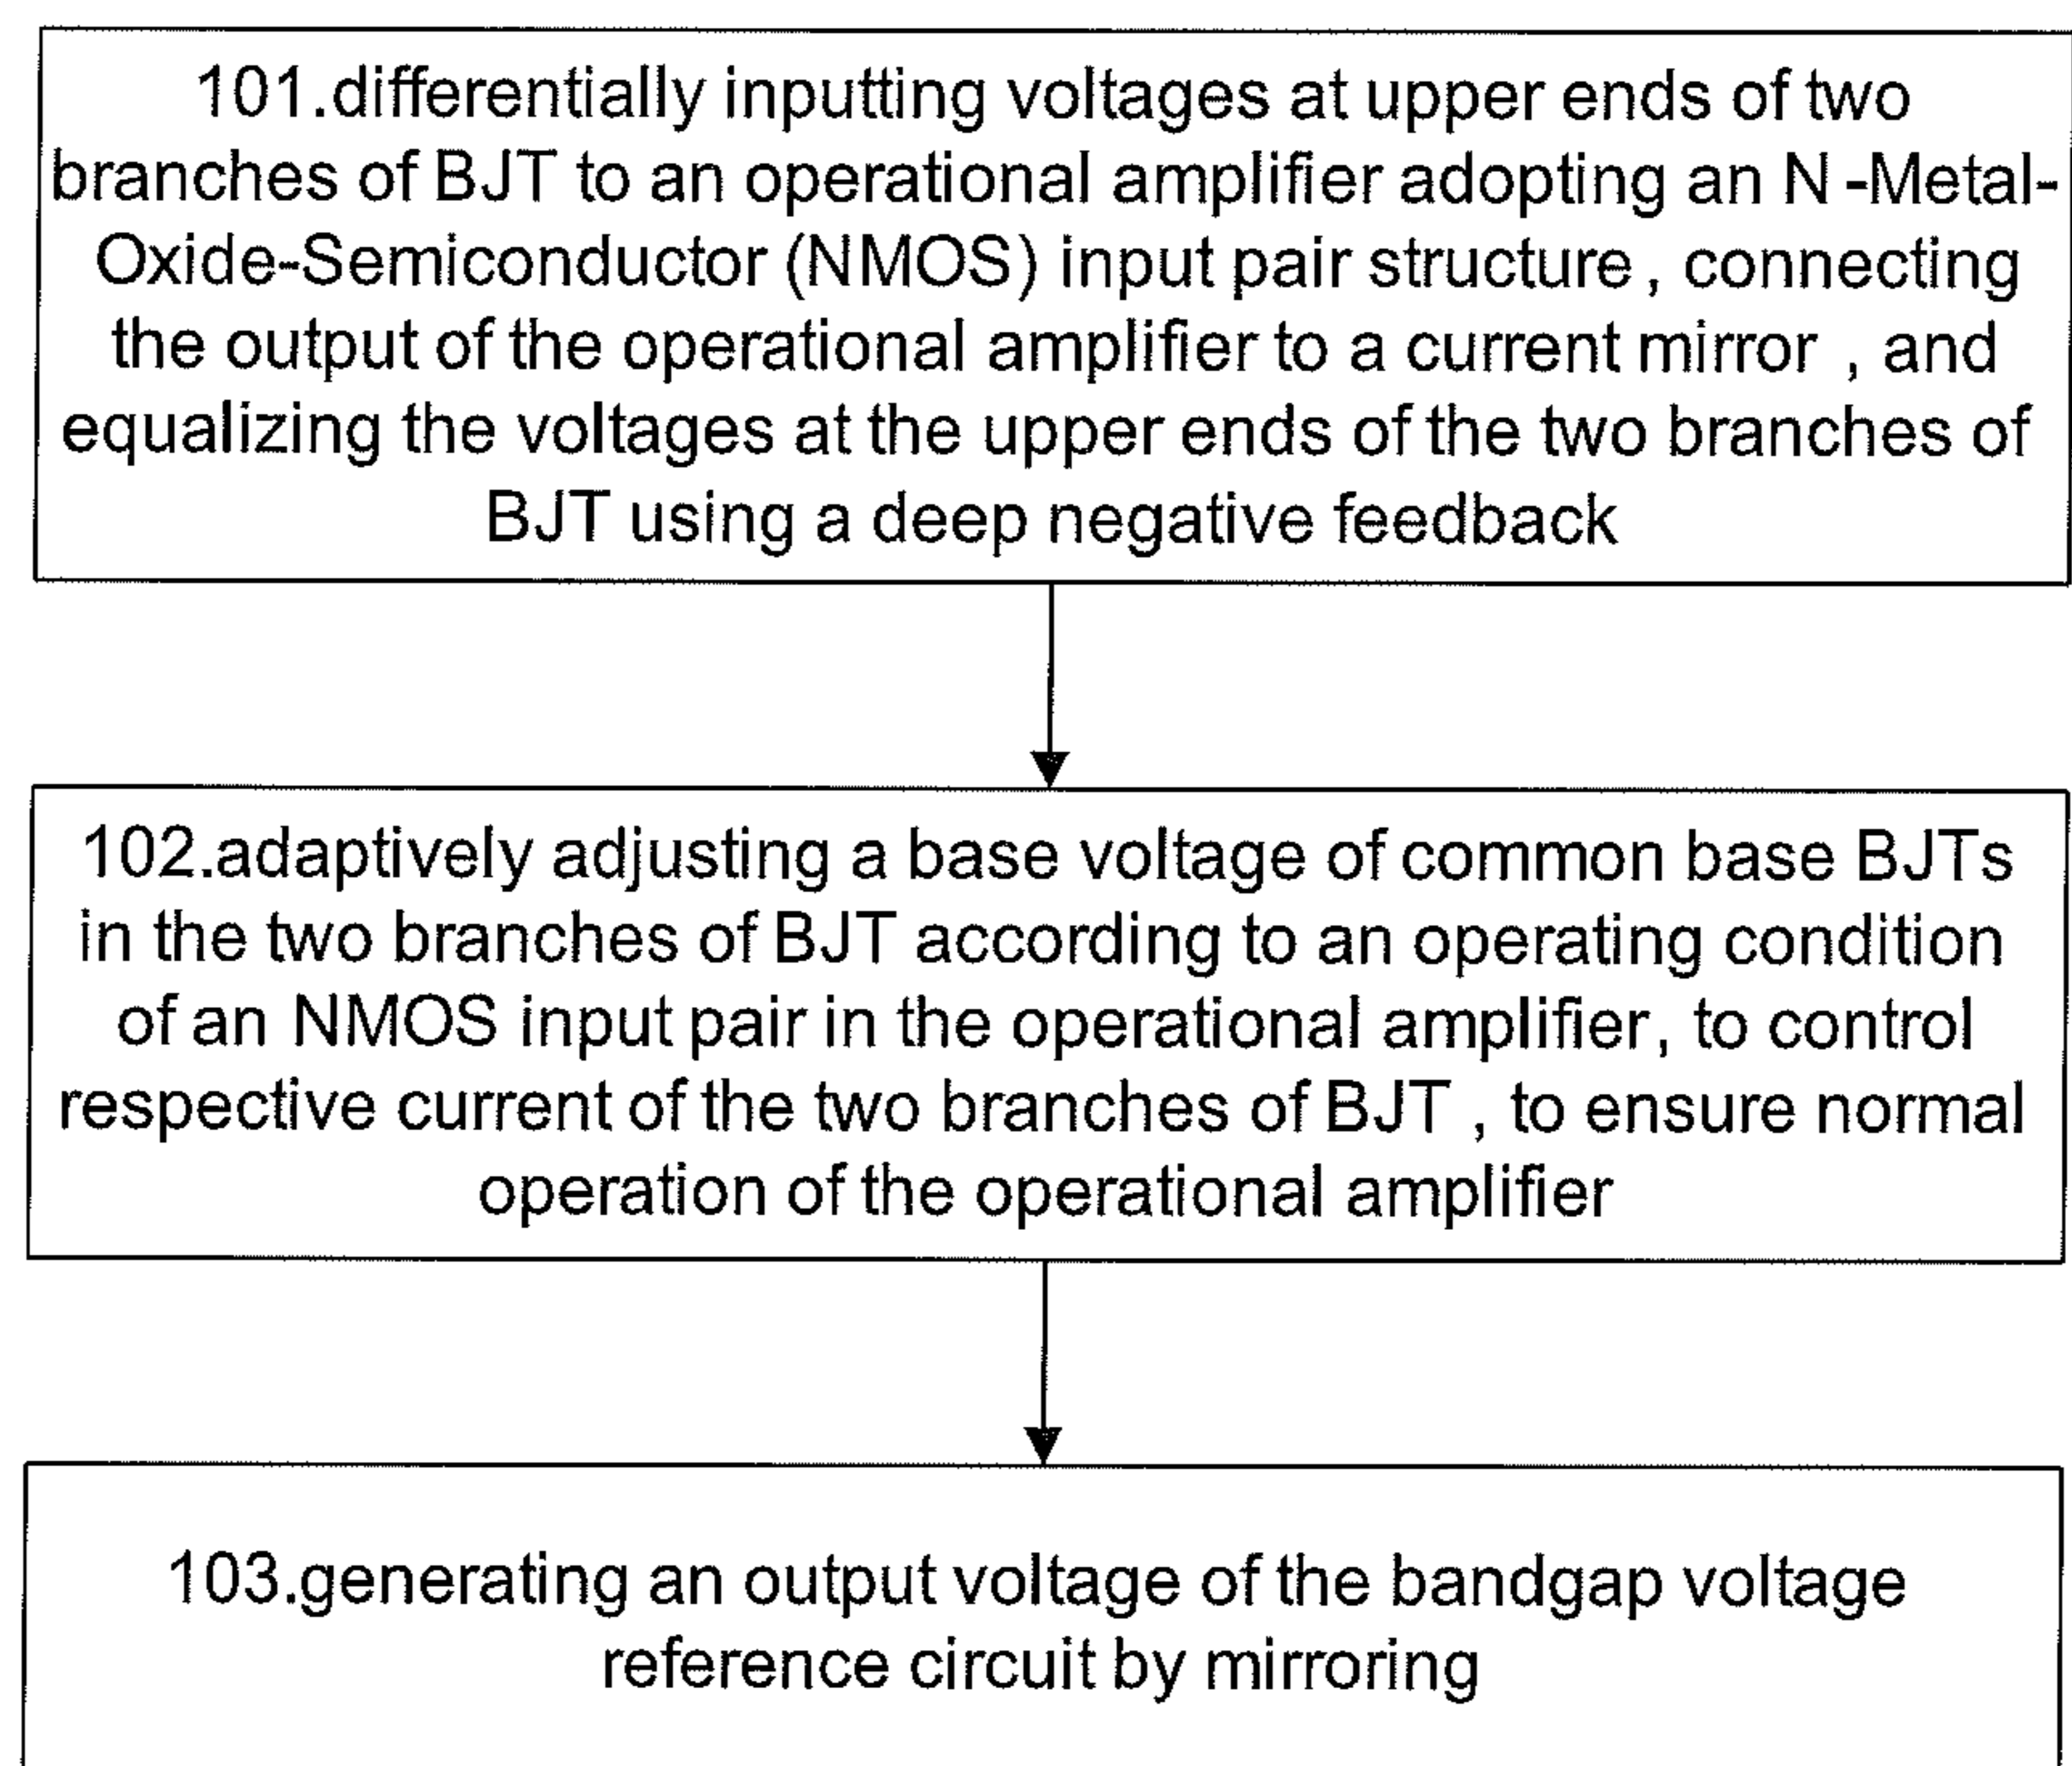 101.differentially inputting voltages at upper ends of two
branches of BJT to an operational amplifier adopting an N -Metal-
Oxide-Semiconductor (NMOS) input pair structure, connecting
the output of the operational amplifier to a current mirror , and
equalizing the voltages at the upper ends of the two branches of
BJT using a deep negative feedback
102.adaptively adjusting a base voltage of common base BJTs
in the two branches of BJT according to an operating condition
of an NMOS input pair in the operational amplifier, to control
respective current of the two branches of BJT , to ensure normal
operation of the operational amplifier
103.generating an output voltage of the bandgap voltage
reference circuit by mirroring